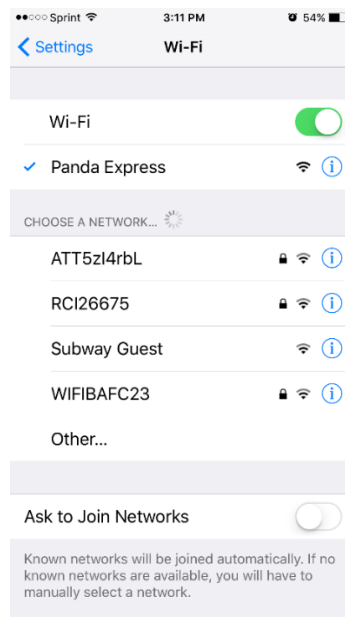 Sprint 3:11 PM 54%
Settings Wi-Fi
Wi-Fi
Panda Express
CHOOSE A NETWORK...
ATT5zI4rbL
RCI26675
Subway Guest
WIFIBAFC23
Other...
Ask to Join Networks
Known networks will be joined automatically. If no
known networks are available, you will have to
manually select a network.